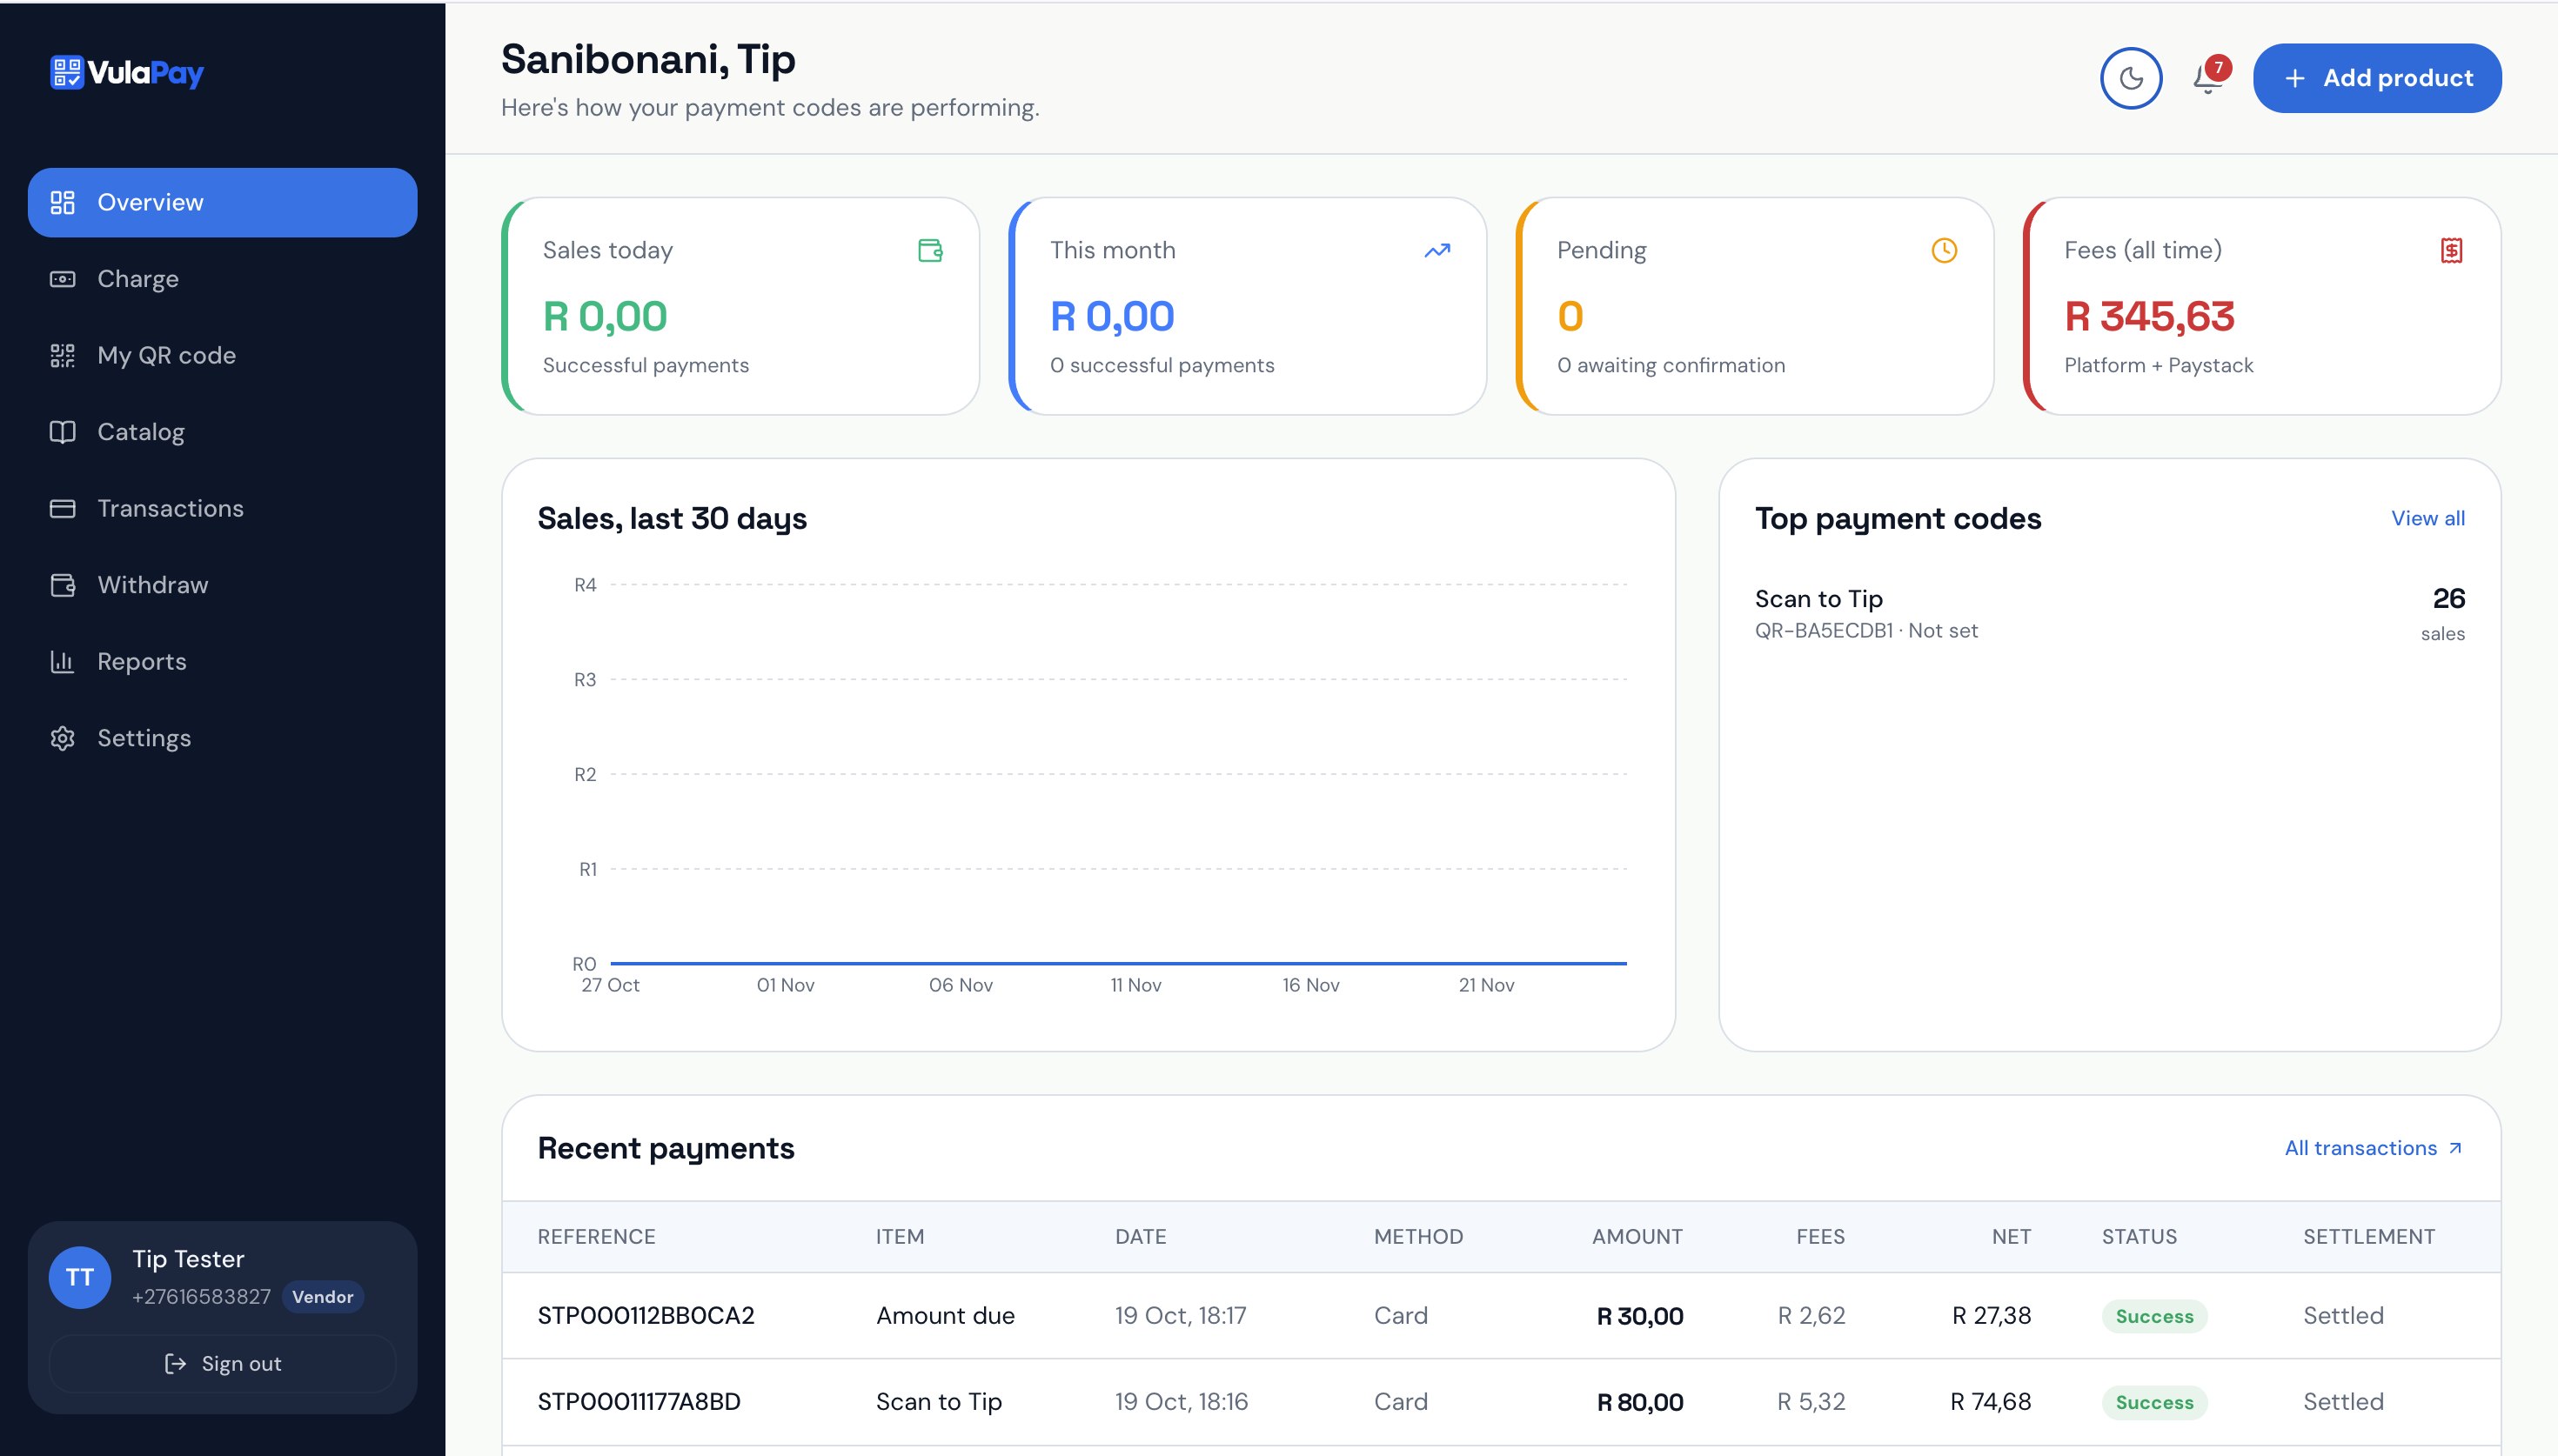 VulaPay
Overview
Charge
My QR code
Catalog
Transactions
Withdraw
Reports
Settings
TT
Tip Tester
+27616583827 Vendor
Sign out
Sanibonani, Tip
Here's how your payment codes are performing.
7
Add product
Sales today
R 0,00
Successful payments
This month
R 0,00
0 successful payments
Pending
0
0 awaiting confirmation
Fees (all time)
R 345,63
Platform + Paystack
Sales, last 30 days
R4
R3
R2
R1
R0
27 Oct 01 Nov 06 Nov 11 Nov 16 Nov 21 Nov
Top payment codes View all
Scan to Tip 26
QR-BA5ECDB1 · Not set sales
Recent payments All transactions
REFERENCE ITEM DATE METHOD AMOUNT FEES NET STATUS SETTLEMENT
STP000112BB0CA2 Amount due 19 Oct, 18:17 Card R 30,00 R 2,62 R 27,38 Success Settled
STP00011177A8BD Scan to Tip 19 Oct, 18:16 Card R 80,00 R 5,32 R 74,68 Success Settled